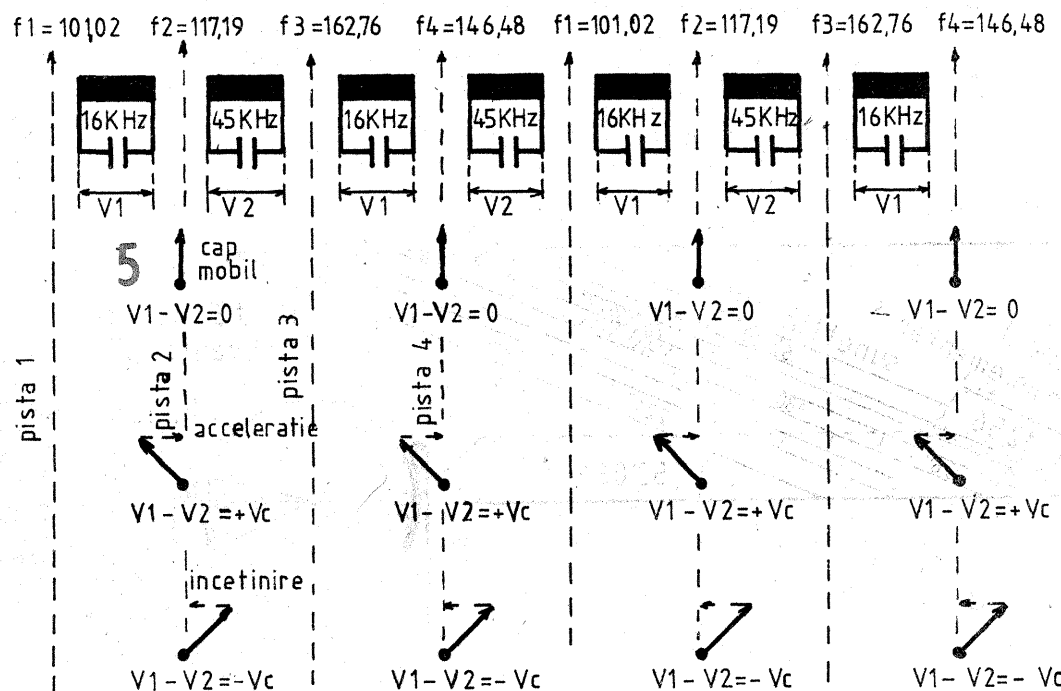 f1 = 101,02 f2 = 117,19 f3 = 162,76 f4 = 146,48 f1 = 101,02 f2 = 117,19 f3 = 162,76 f4 = 146,48
16KHz 45KHz 16KHz 45KHz 16KHz 45KHz 16KHz
V1 V2 V1 V2 V1 V2 V1
5
cap
mobil
V1 - V2 = 0 V1 - V2 = 0 V1 - V2 = 0 V1 - V2 = 0
pista 1
pista 2
pista 3
pista 4
acceleratie
V1 - V2 = + Vc V1 - V2 = + Vc V1 - V2 = + Vc V1 - V2 = + Vc
incetinire
V1 - V2 = - Vc V1 - V2 = - Vc V1 - V2 = - Vc V1 - V2 = - Vc